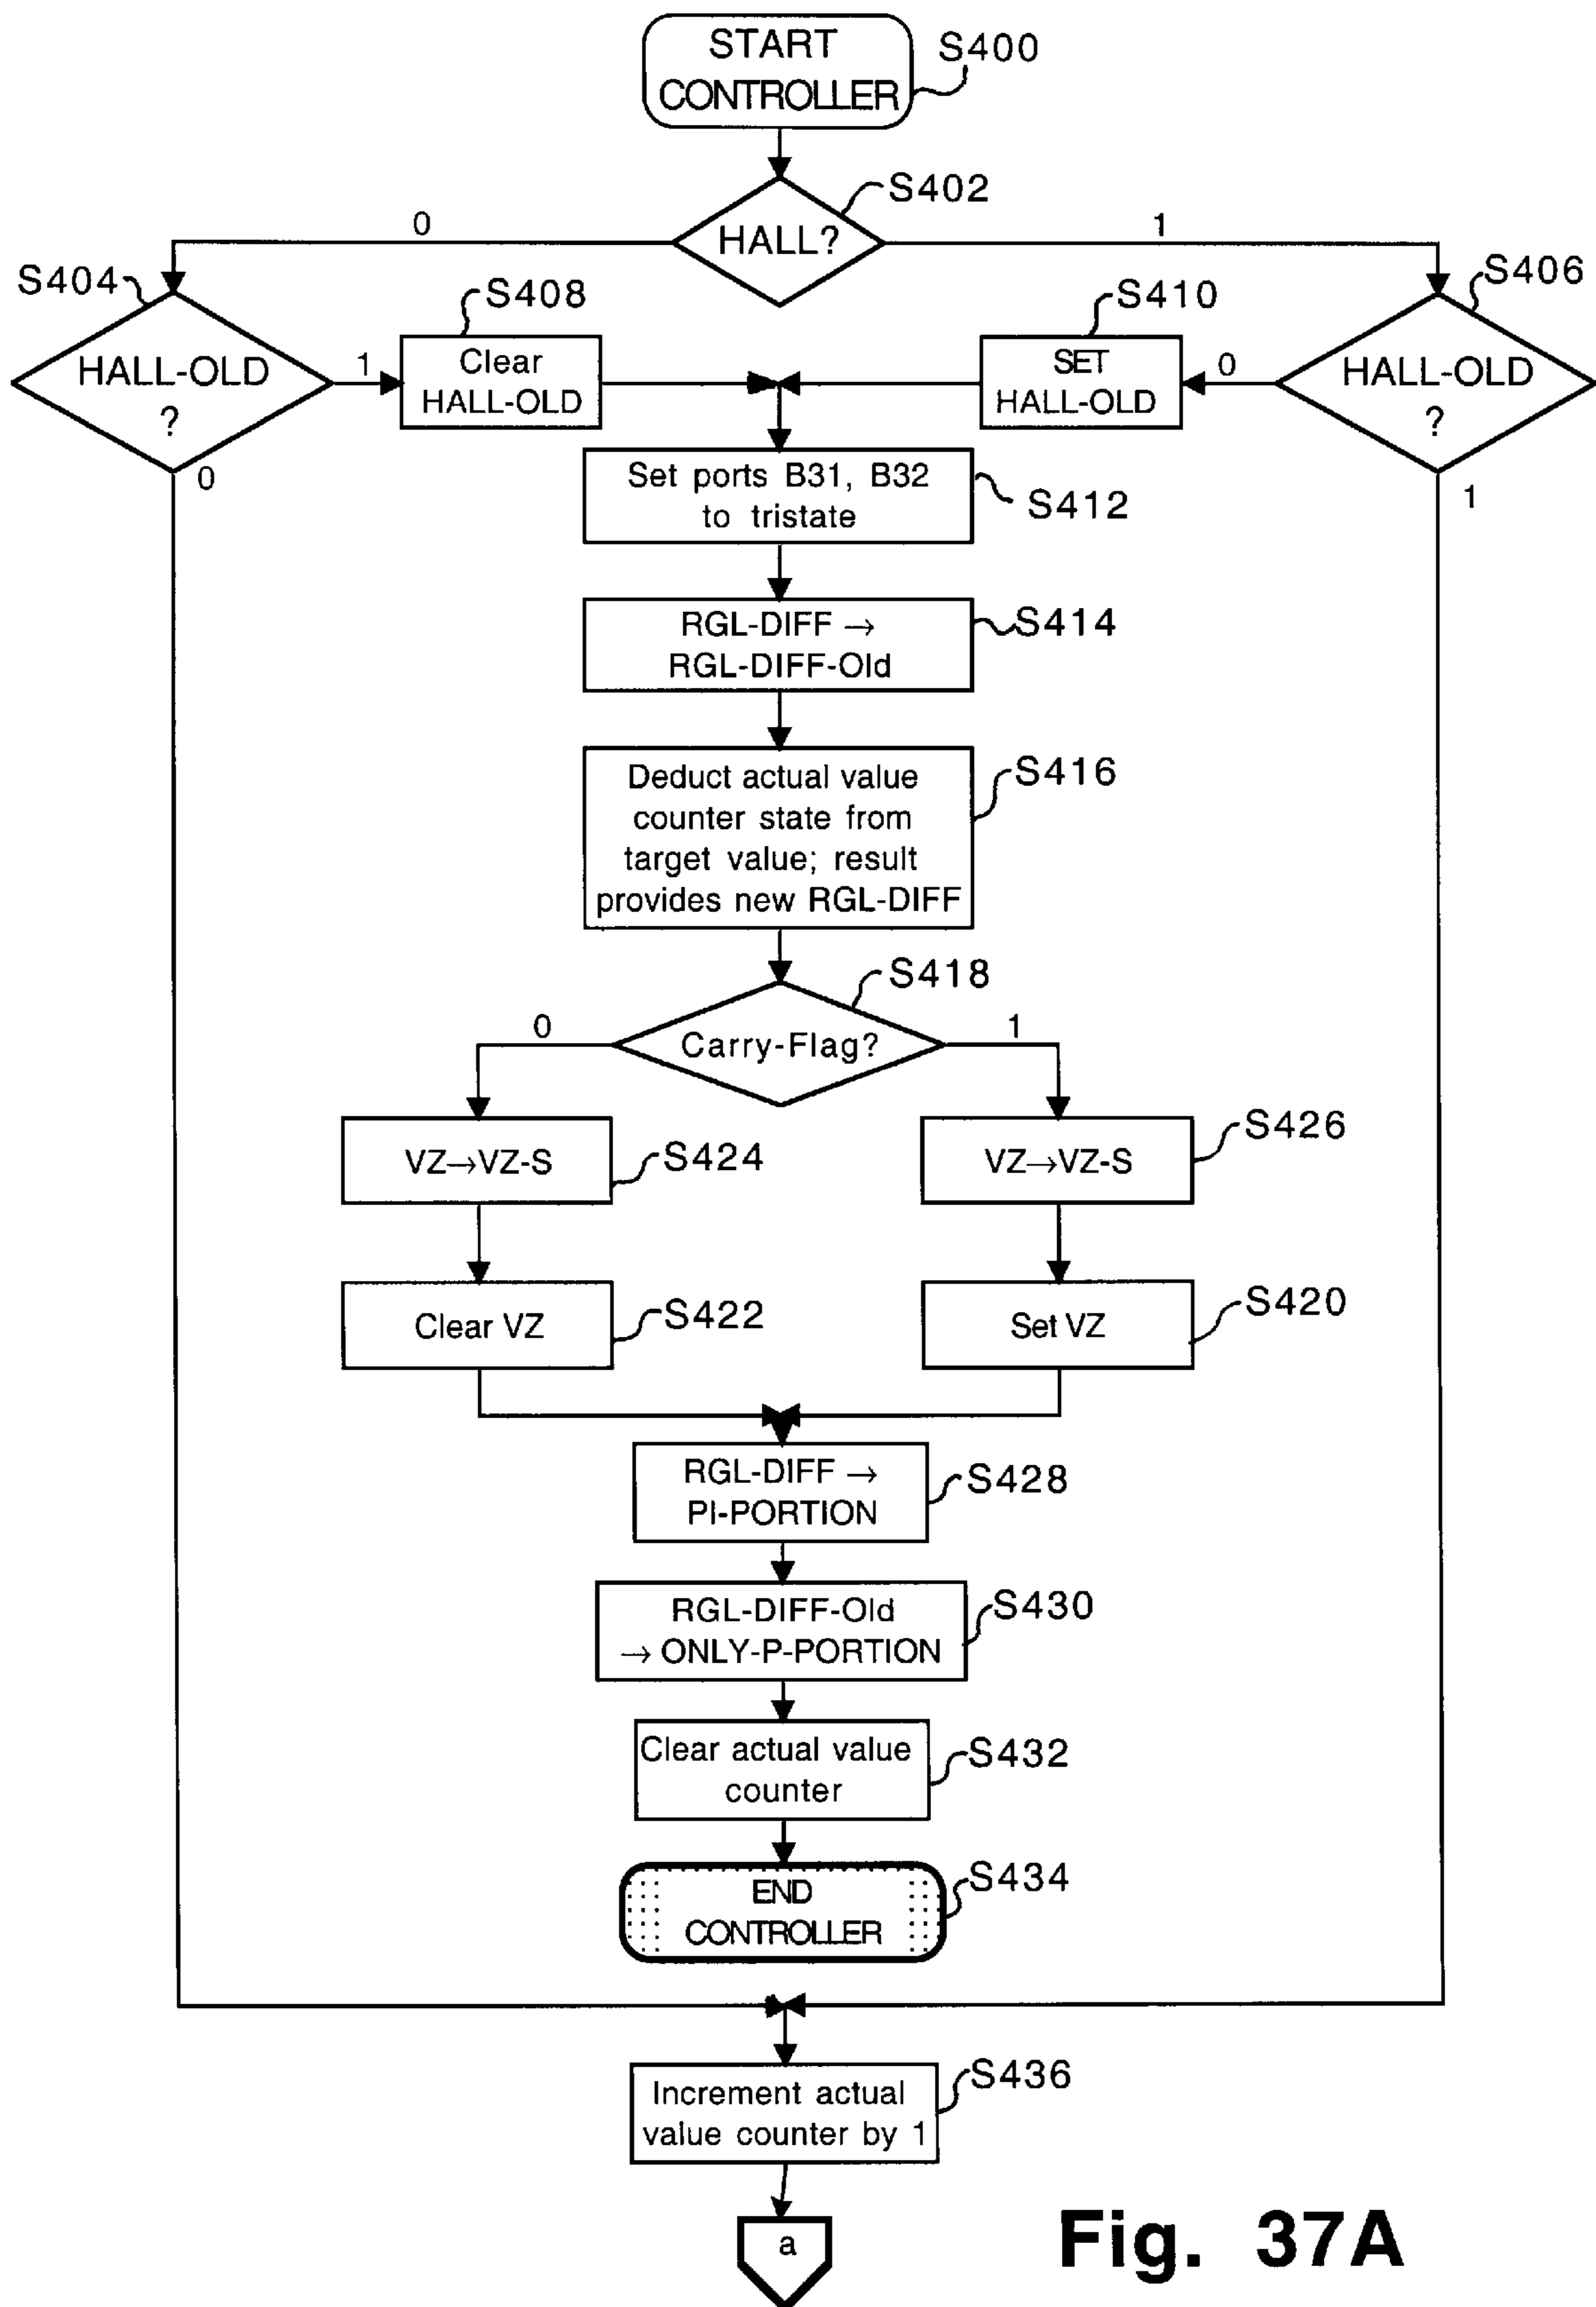 START
CONTROLLER
S400
S402
HALL?
0
1
S404
S408
S410
S406
HALL-OLD
?
1
0
Clear
HALL-OLD
SET
HALL-OLD
0
HALL-OLD
?
1
Set ports B31, B32
to tristate
S412
RGL-DIFF →
RGL-DIFF-Old
S414
Deduct actual value
counter state from
target value; result
provides new RGL-DIFF
S416
S418
Carry-Flag?
0
1
VZ→VZ-S
S424
VZ→VZ-S
S426
Clear VZ
S422
Set VZ
S420
RGL-DIFF →
PI-PORTION
S428
RGL-DIFF-Old
→ ONLY-P-PORTION
S430
Clear actual value
counter
S432
END
CONTROLLER
S434
Increment actual
value counter by 1
S436
a
Fig. 37A